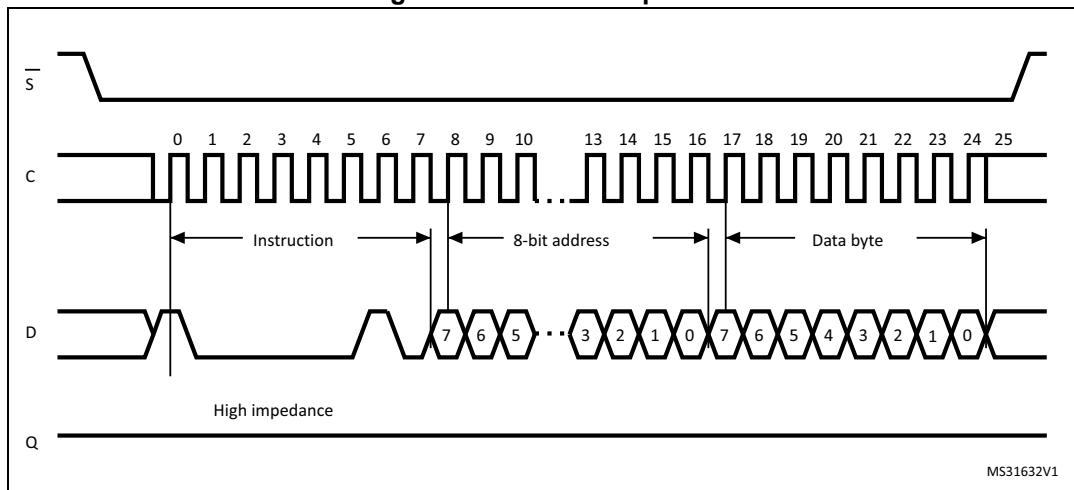 S
0 1 2 3 4 5 6 7 8 9 10 13 14 15 16 17 18 19 20 21 22 23 24 25
C
Instruction 8-bit address Data byte
D 7 6 5 3 2 1 0 7 6 5 4 3 2 1 0
High impedance
Q
MS31632V1